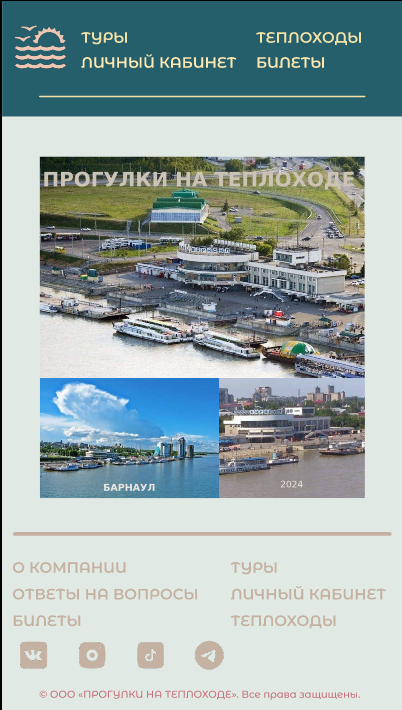 ТУРЫ ТЕПЛОХОДЫ
ЛИЧНЫЙ КАБИНЕТ БИЛЕТЫ
ПРОГУЛКИ НА ТЕПЛОХОДЕ
БАРНАУЛ
2024
О КОМПАНИИ ТУРЫ
ОТВЕТЫ НА ВОПРОСЫ ЛИЧНЫЙ КАБИНЕТ
БИЛЕТЫ ТЕПЛОХОДЫ
© ООО «ПРОГУЛКИ НА ТЕПЛОХОДЕ». Все права защищены.